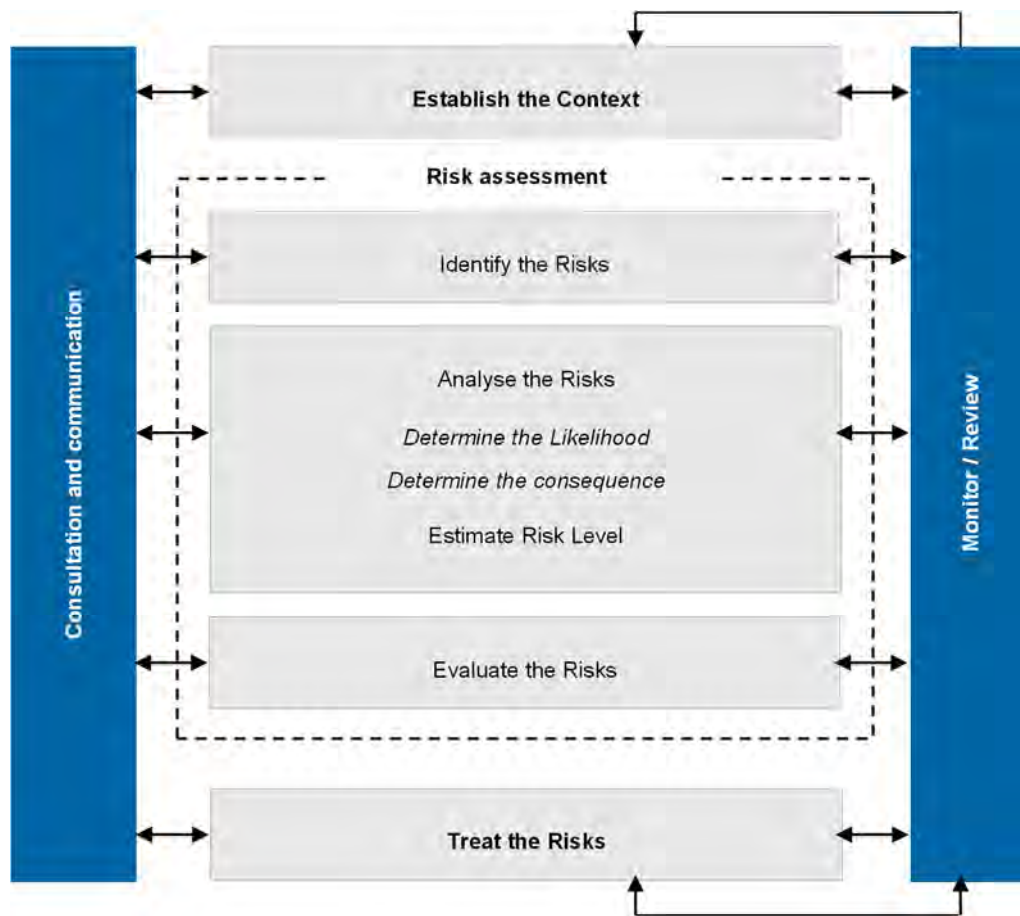 Establish the Context
Risk assessment
Identify the Risks
Analyse the Risks
Determine the Likelihood
Determine the consequence
Estimate Risk Level
Evaluate the Risks
Treat the Risks
Consultation and communication
Monitor / Review